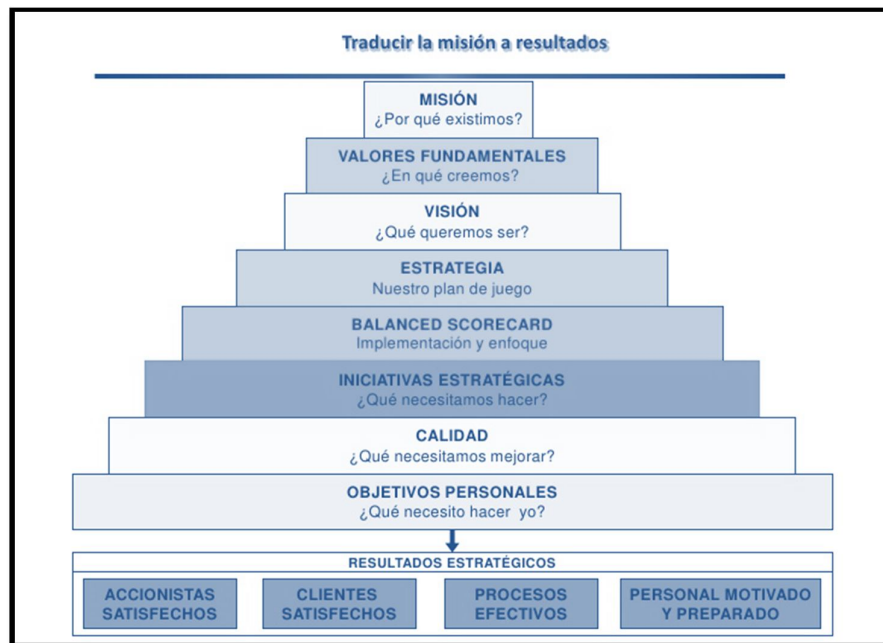 Traducir la misión a resultados
MISIÓN
¿Por qué existimos?
VALORES FUNDAMENTALES
¿En qué creemos?
VISIÓN
¿Qué queremos ser?
ESTRATEGIA
Nuestro plan de juego
BALANCED SCORECARD
Implementación y enfoque
INICIATIVAS ESTRATÉGICAS
¿Qué necesitamos hacer?
CALIDAD
¿Qué necesitamos mejorar?
OBJETIVOS PERSONALES
¿Qué necesito hacer yo?
RESULTADOS ESTRATÉGICOS
ACCIONISTAS
SATISFECHOS
CLIENTES
SATISFECHOS
PROCESOS
EFECTIVOS
PERSONAL MOTIVADO
Y PREPARADO